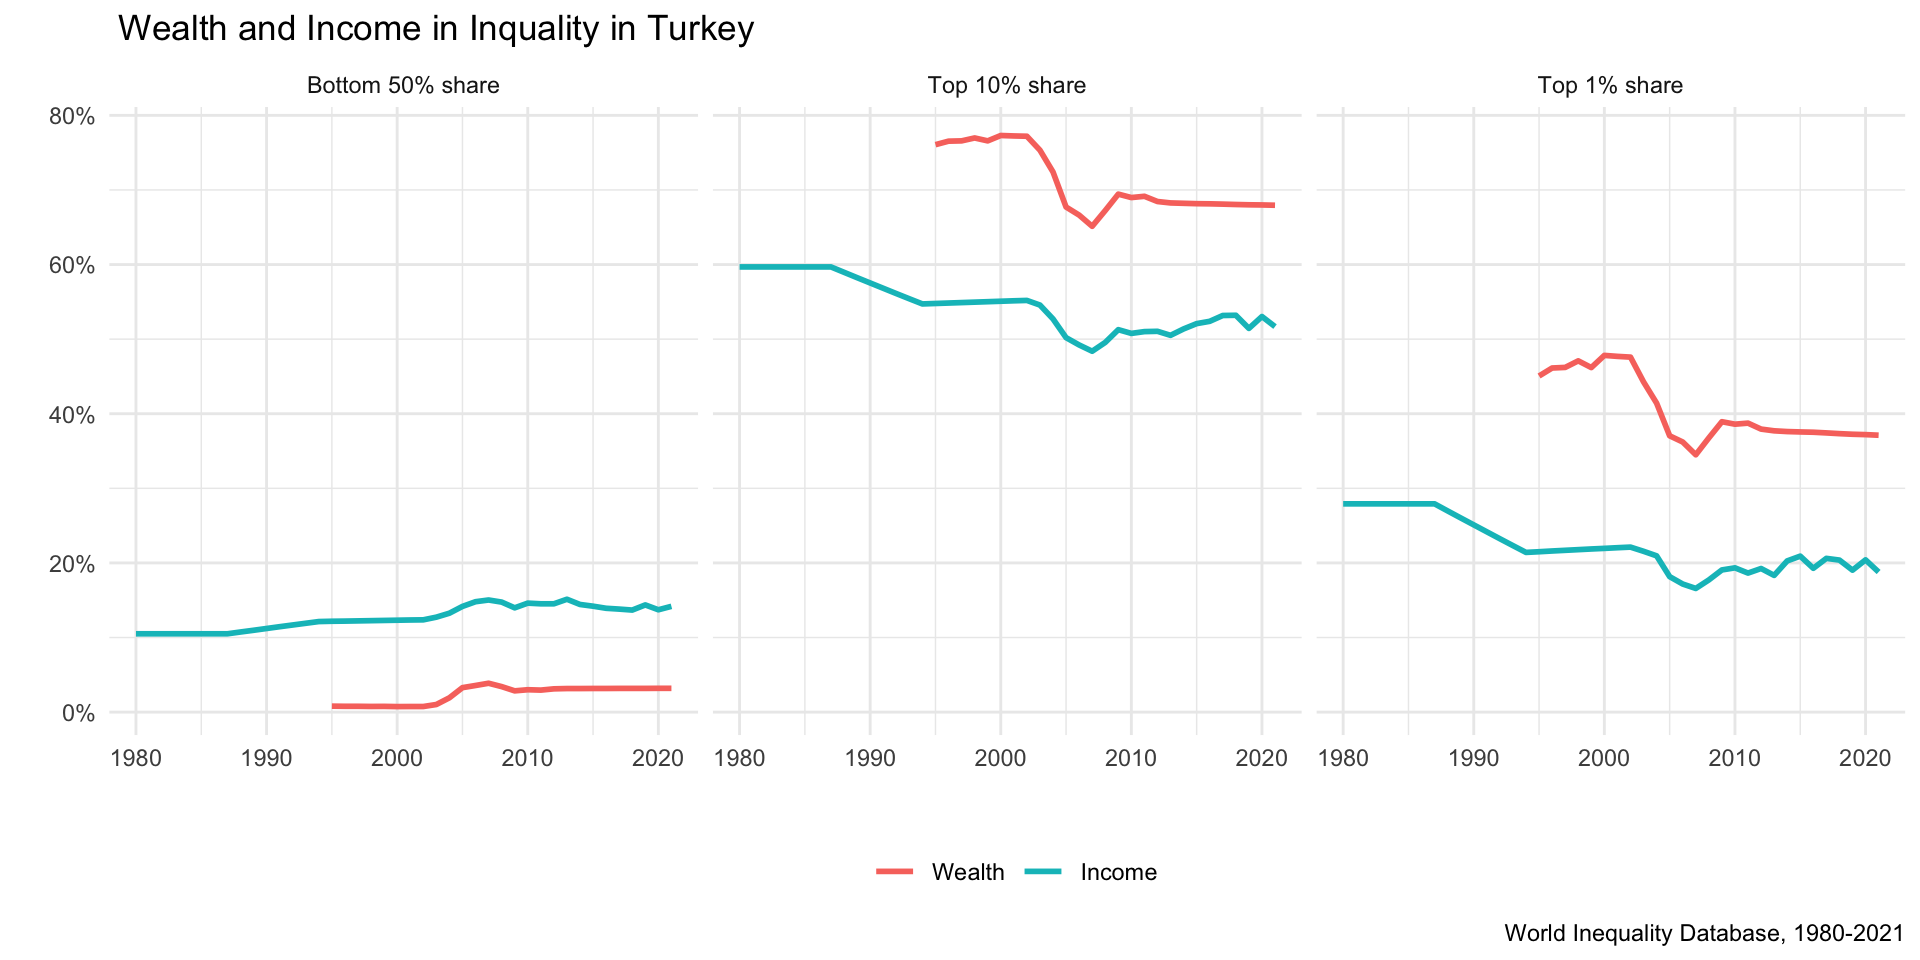 Wealth and Income in Inquality in Turkey
Bottom 50% share
Top 10% share
Top 1% share
80%
60%
40%
20%
0%
1980 1990 2000 2010 2020
1980 1990 2000 2010 2020
1980 1990 2000 2010 2020
Wealth Income
World Inequality Database, 1980-2021